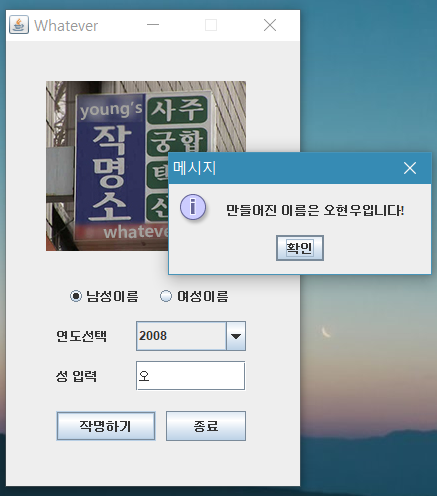 Whatever
young's
사주
작명소
궁합
whatever
메시지
만들어진 이름은 오현우입니다!
확인
남성이름
여성이름
연도선택
2008
성 입력
오
작명하기
종료